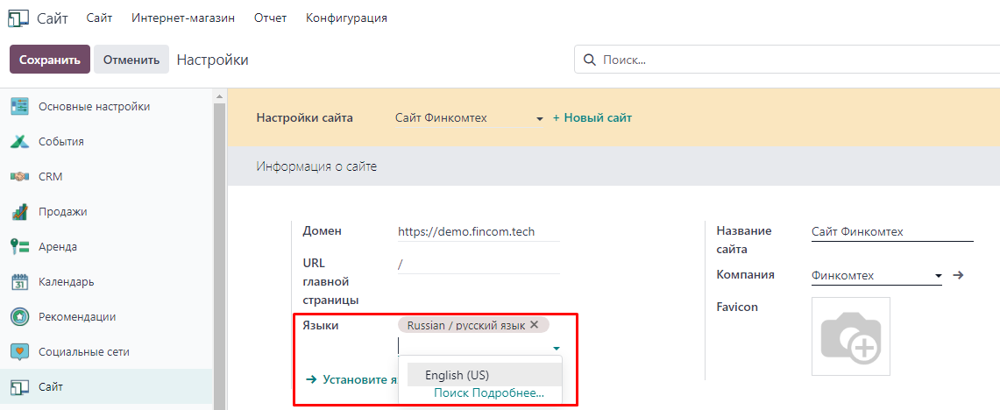 Сайт Сайт Интернет-магазин Отчет Конфигурация
Сохранить Отменить Настройки Поиск...
Основные настройки
События
CRM
Продажи
Аренда
31 Календарь
Рекомендации
Социальные сети
Сайт
Настройки сайта Сайт Финкомтех + Новый сайт
Информация о сайте
Домен https://demo.fincom.tech
URL
главной
страницы
/
Языки Russian / русский язык
English (US)
Установите я
Поиск Подробнее...
Название
сайта
Сайт Финкомтех
Компания Финкомтех
Favicon